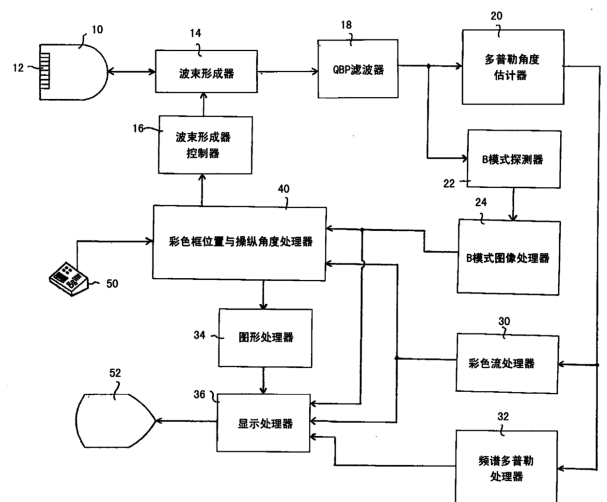 10
12
14
波束形成器
18
QBP滤波器
20
多普勒角度
估计器
16
波束形成器
控制器
B模式探测器
22
40
彩色框位置与操纵角度处理器
24
B模式图像处理器
50
34
图形处理器
30
彩色流处理器
52
36
显示处理器
32
频谱多普勒
处理器